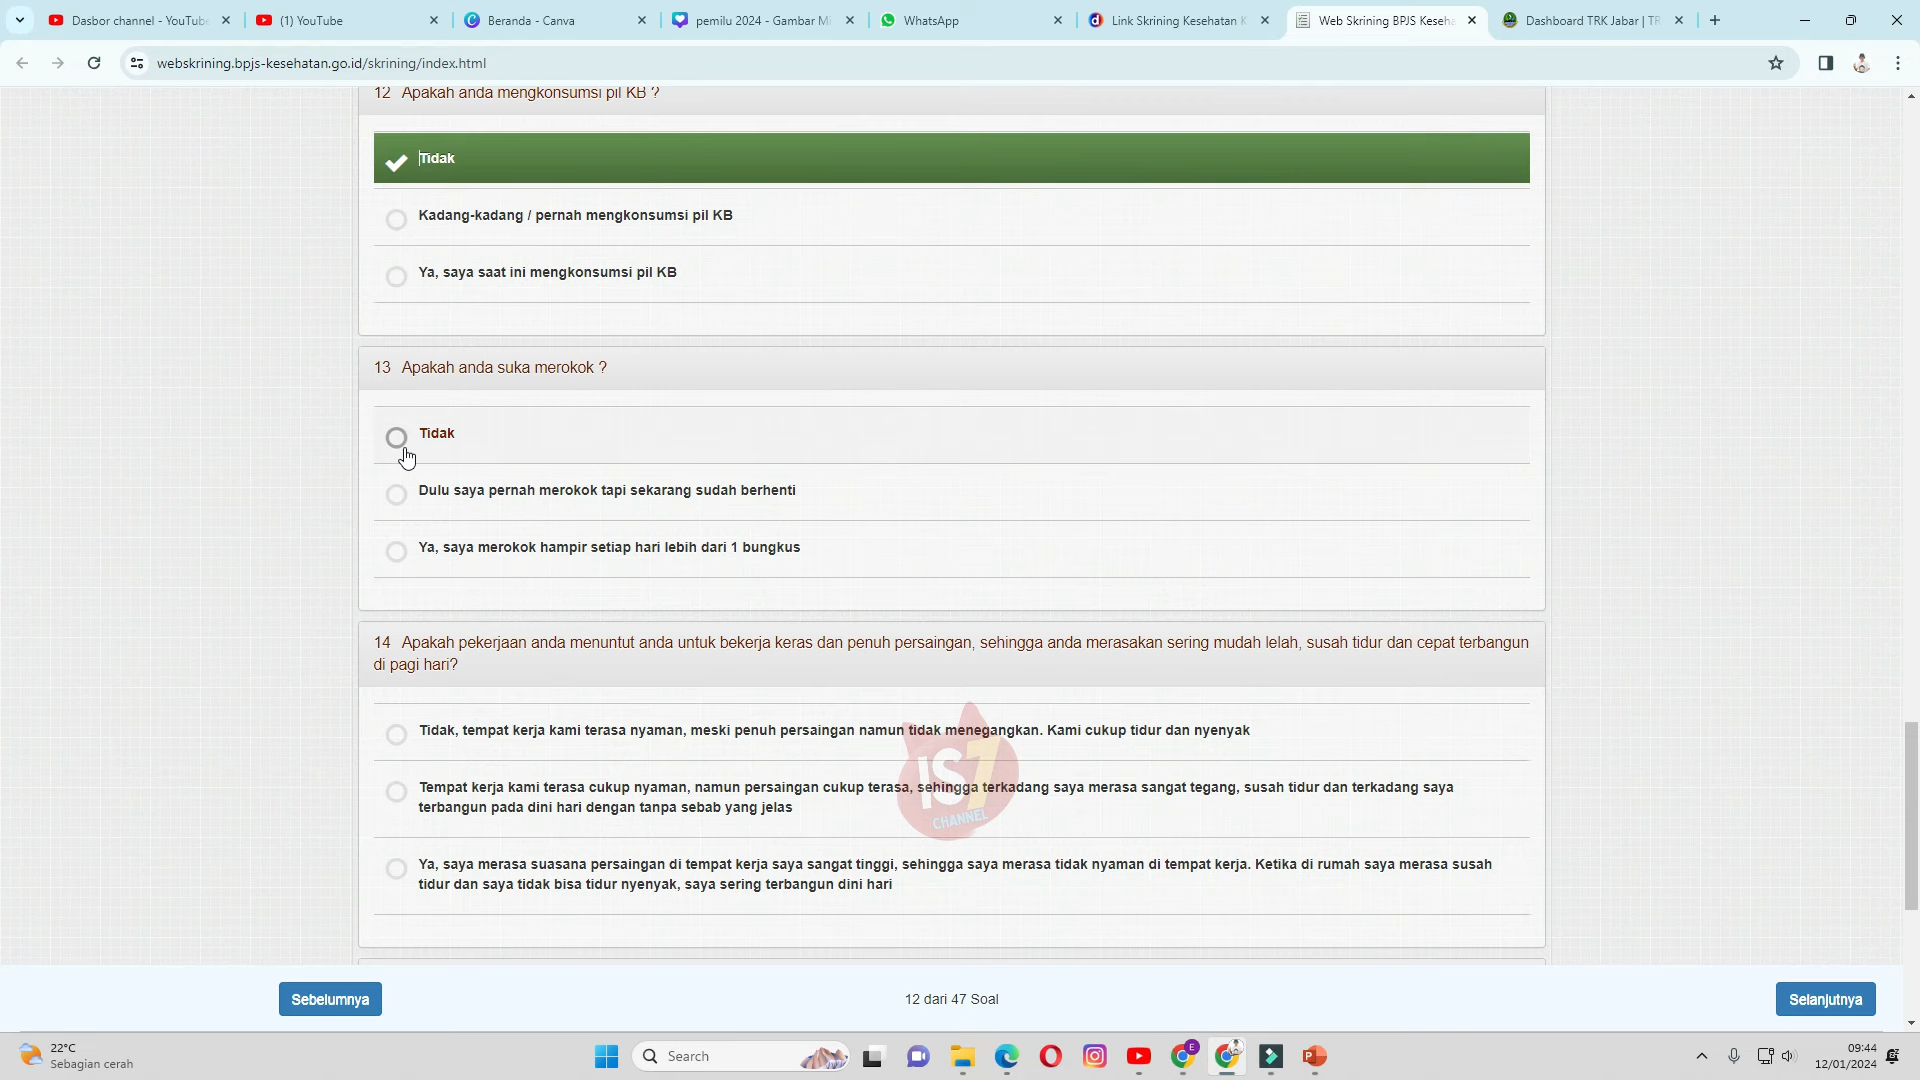 Dasbor channel - YouTube
(1) YouTube
Beranda - Canva
pemilu 2024 - Gambar Mi
WhatsApp
Link Skrining Kesehatan K
Web Skrining BPJS Keseha
Dashboard TRK Jabar | TR
webskrining.bpjs-kesehatan.go.id/skrining/index.html
12 Apakah anda mengkonsumsi pil KB ?
Tidak
Kadang-kadang / pernah mengkonsumsi pil KB
Ya, saya saat ini mengkonsumsi pil KB
13 Apakah anda suka merokok ?
Tidak
Dulu saya pernah merokok tapi sekarang sudah berhenti
Ya, saya merokok hampir setiap hari lebih dari 1 bungkus
14 Apakah pekerjaan anda menuntut anda untuk bekerja keras dan penuh persaingan, sehingga anda merasakan sering mudah lelah, susah tidur dan cepat terbangun
di pagi hari?
Tidak, tempat kerja kami terasa nyaman, meski penuh persaingan namun tidak menegangkan. Kami cukup tidur dan nyenyak
Tempat kerja kami terasa cukup nyaman, namun persaingan cukup terasa, sehingga terkadang saya merasa sangat tegang, susah tidur dan terkadang saya
terbangun pada dini hari dengan tanpa sebab yang jelas
IS7
CHANNEL
Ya, saya merasa suasana persaingan di tempat kerja saya sangat tinggi, sehingga saya merasa tidak nyaman di tempat kerja. Ketika di rumah saya merasa susah
tidur dan saya tidak bisa tidur nyenyak, saya sering terbangun dini hari
Sebelumnya
12 dari 47 Soal
Selanjutnya
22°C
Sebagian cerah
Search
09:44
12/01/2024